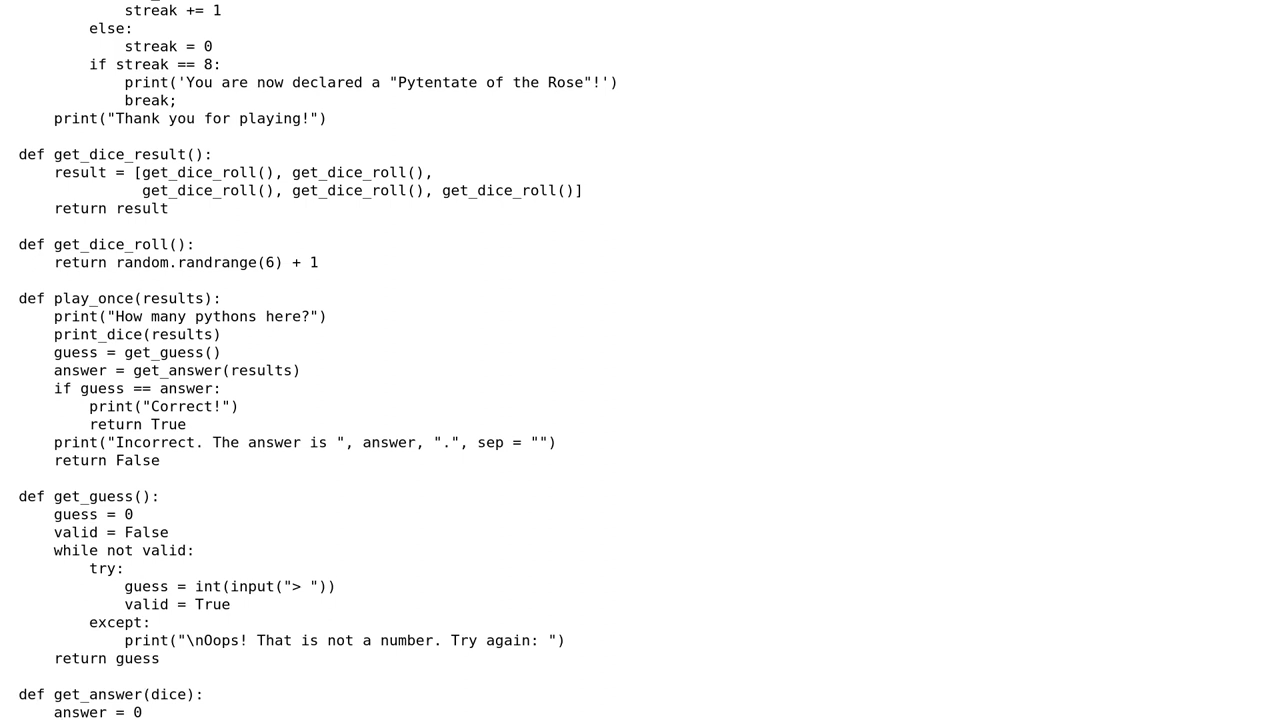 streak += 1
        else:
            streak = 0
        if streak == 8:
            print('You are now declared a "Pytentate of the Rose"!')
            break;
    print("Thank you for playing!")

def get_dice_result():
    result = [get_dice_roll(), get_dice_roll(),
              get_dice_roll(), get_dice_roll(), get_dice_roll()]
    return result

def get_dice_roll():
    return random.randrange(6) + 1

def play_once(results):
    print("How many pythons here?")
    print_dice(results)
    guess = get_guess()
    answer = get_answer(results)
    if guess == answer:
        print("Correct!")
        return True
    print("Incorrect. The answer is ", answer, ".", sep = "")
    return False

def get_guess():
    guess = 0
    valid = False
    while not valid:
        try:
            guess = int(input("> "))
            valid = True
        except:
            print("\nOops! That is not a number. Try again: ")
    return guess

def get_answer(dice):
    answer = 0